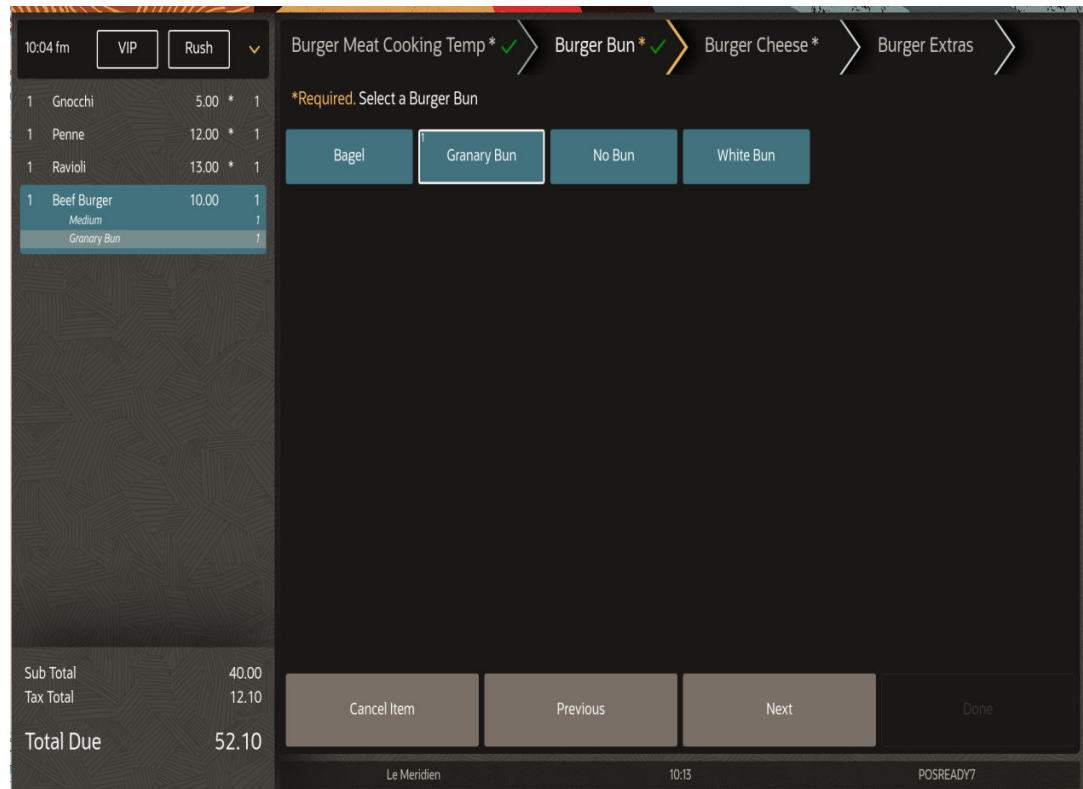 10:04 fm VIP Rush
1 Gnocchi 5.00 * 1
1 Penne 12.00 * 1
1 Ravioli 13.00 * 1
1 Beef Burger 10.00 1
Medium 1
Granary Bun 1
Sub Total 40.00
Tax Total 12.10
Total Due 52.10
Burger Meat Cooking Temp * ✓ Burger Bun * ✓ Burger Cheese * Burger Extras
*Required. Select a Burger Bun
Bagel 1 Granary Bun No Bun White Bun
Cancel Item Previous Next Done
Le Meridien 10:13 POSREADY7